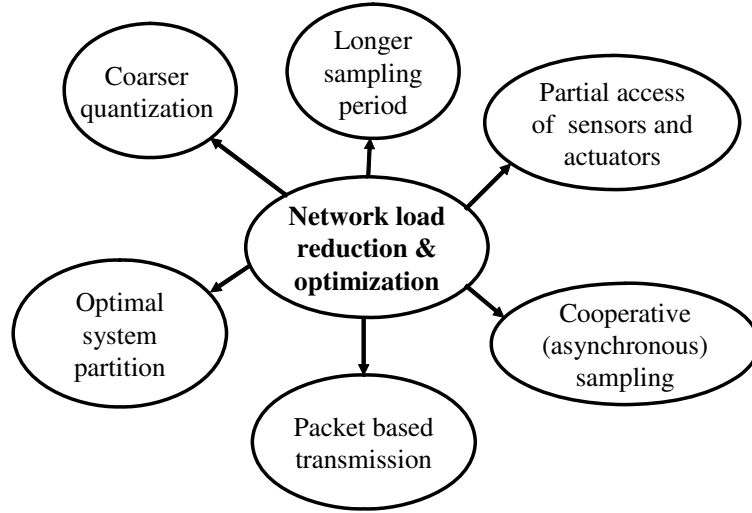 Longer
sampling
period
Coarser
quantization
Partial access
of sensors and
actuators
Network load
reduction &
optimization
Optimal
system
partition
Cooperative
(asynchronous)
sampling
Packet based
transmission